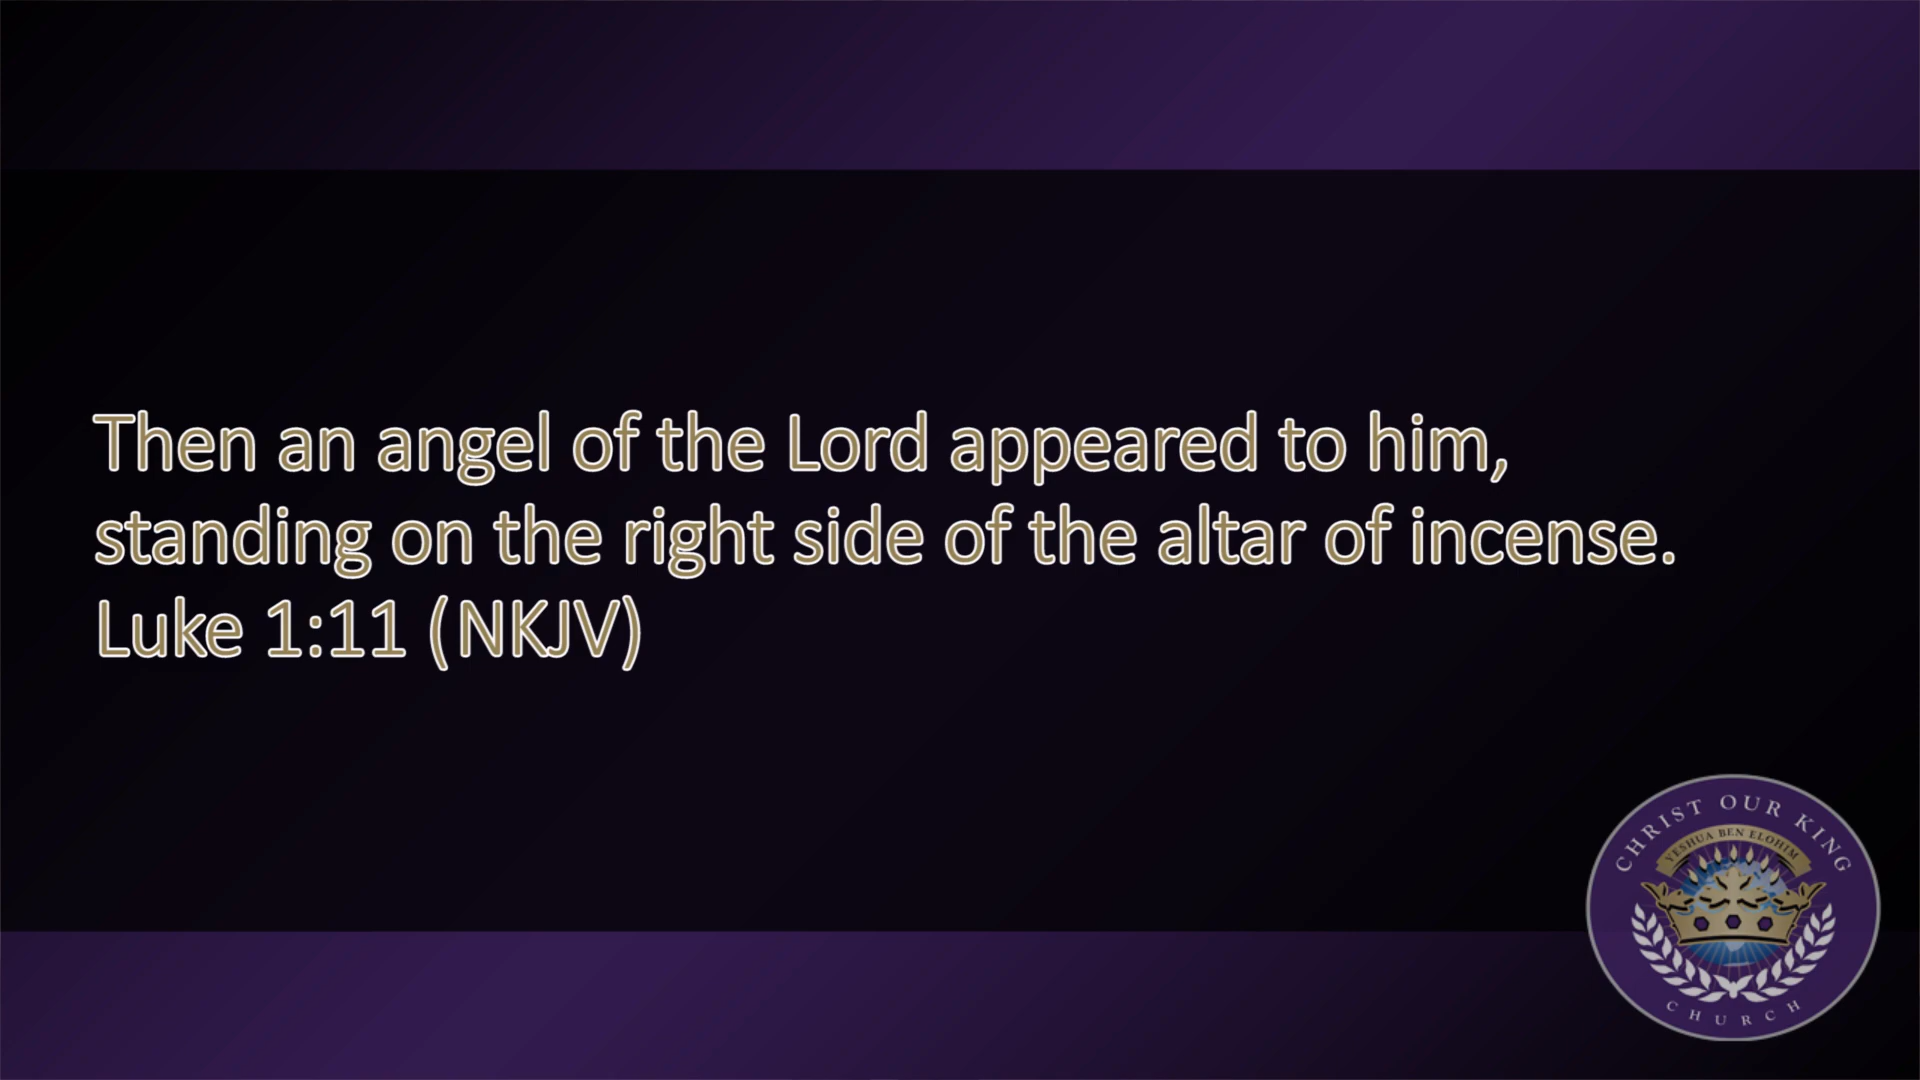 Then an angel of the Lord appeared to him,
standing on the right side of the altar of incense.
Luke 1:11 (NKJV)
CHRIST OUR KING
YESHUA BEN ELOHIM
CHURCH